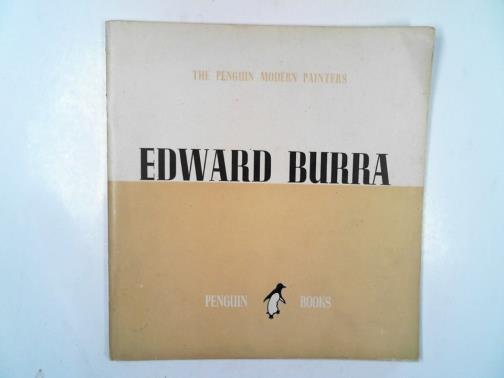 THE PENGUIN MODERN PAINTERS
EDWARD BURRA
PENGUIN BOOKS